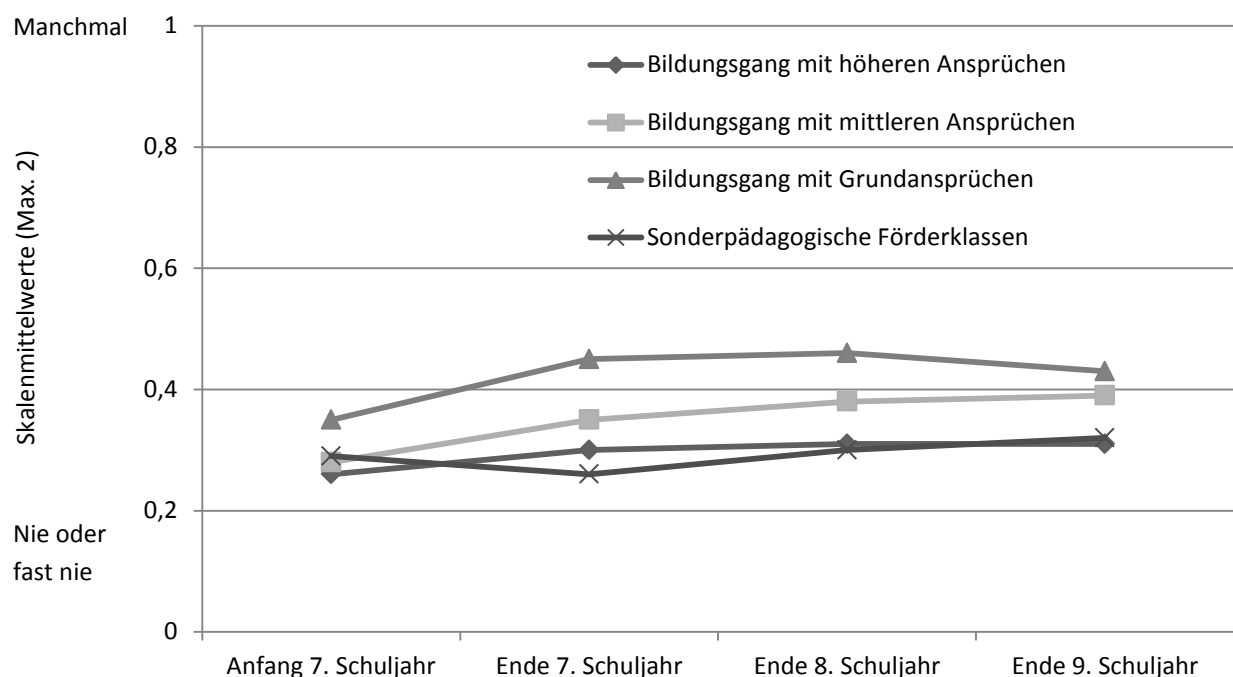 Manchmal
1
Bildungsgang mit höheren Ansprüchen
Bildungsgang mit mittleren Ansprüchen
0,8
Bildungsgang mit Grundansprüchen
Sonderpädagogische Förderklassen
0,6
Skalenmittelwerte (Max. 2)
0,4
0,2
Nie oder
fast nie
0
Anfang 7. Schuljahr
Ende 7. Schuljahr
Ende 8. Schuljahr
Ende 9. Schuljahr